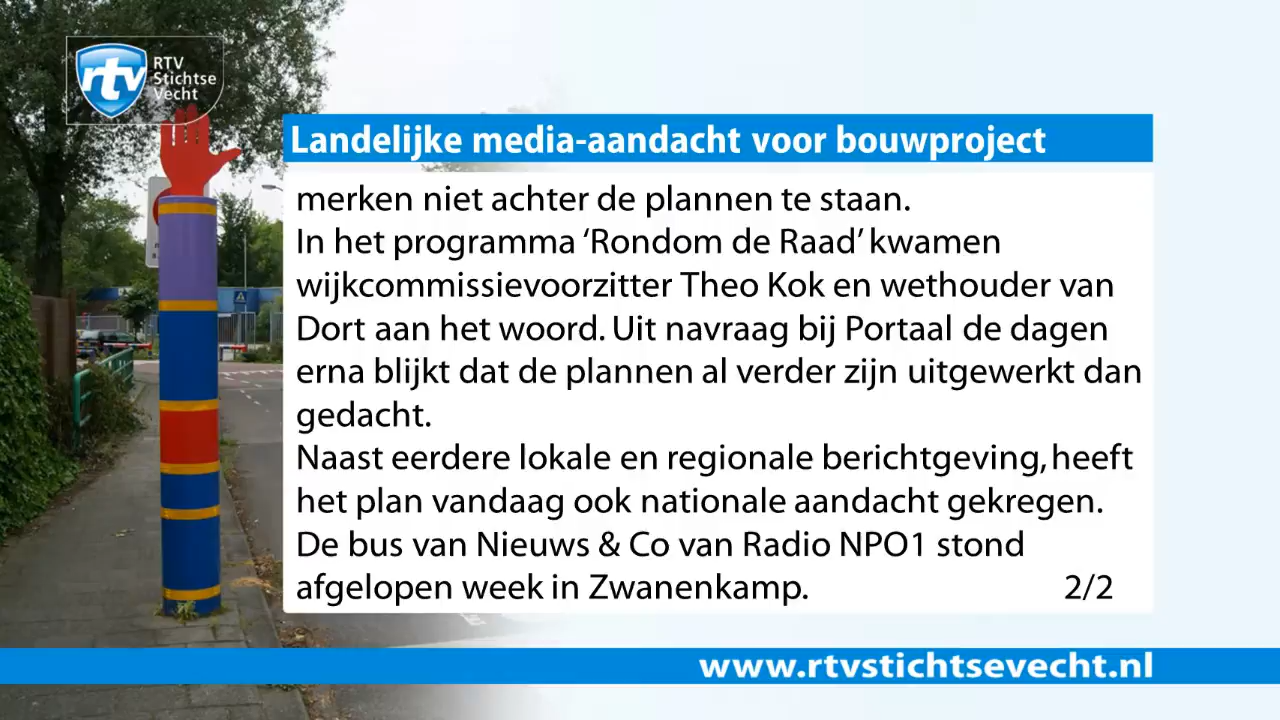 rtv
RTV
Stichtse
Vecht
Landelijke media-aandacht voor bouwproject
merken niet achter de plannen te staan.
In het programma ‘Rondom de Raad’ kwamen
wijkcommissievoorzitter Theo Kok en wethouder van
Dort aan het woord. Uit navraag bij Portaal de dagen
erna blijkt dat de plannen al verder zijn uitgewerkt dan
gedacht.
Naast eerdere lokale en regionale berichtgeving, heeft
het plan vandaag ook nationale aandacht gekregen.
De bus van Nieuws & Co van Radio NPO1 stond
afgelopen week in Zwanenkamp.
2/2
www.rtvstichtsevecht.nl